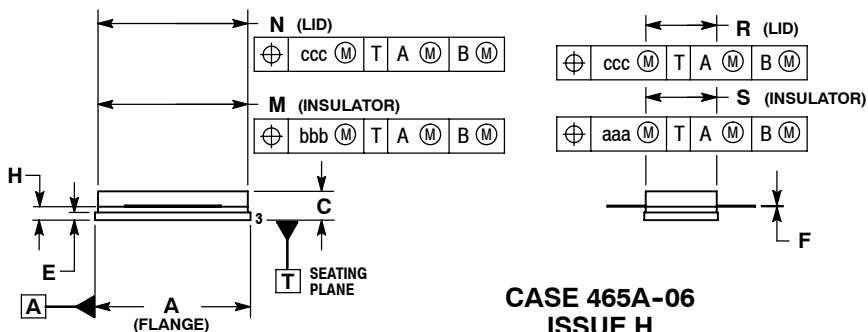 N (LID)
⌖ ccc Ⓜ T A Ⓜ B Ⓜ
M (INSULATOR)
⌖ bbb Ⓜ T A Ⓜ B Ⓜ
R (LID)
⌖ ccc Ⓜ T A Ⓜ B Ⓜ
S (INSULATOR)
⌖ aaa Ⓜ T A Ⓜ B Ⓜ
H
C
3
E
F
T SEATING
PLANE
A
A
(FLANGE)
CASE 465A-06
ISSUE H